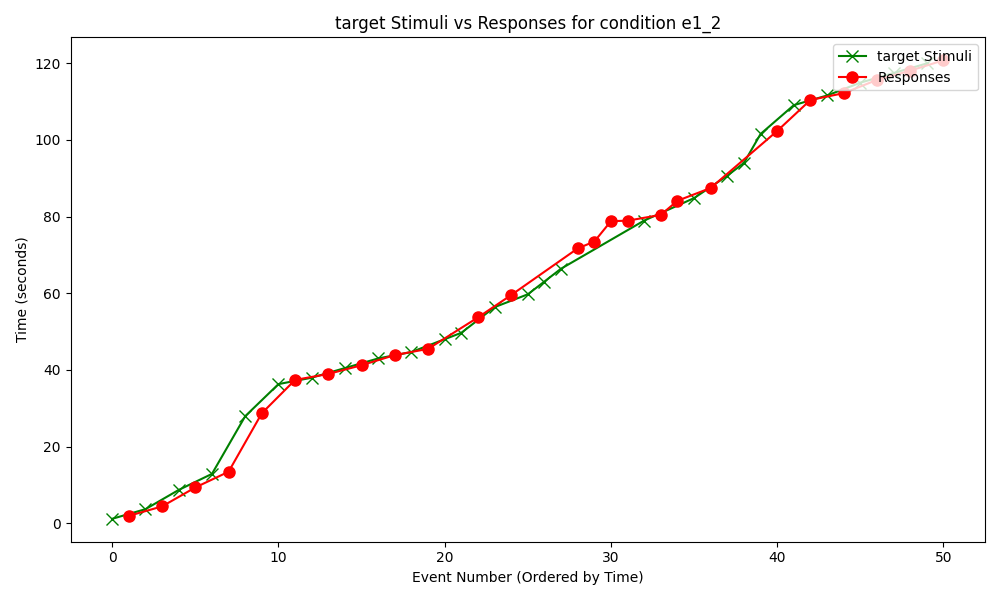 target Stimuli vs Responses for condition e1_2
target Stimuli
Responses
120
100
80
60
40
20
0
Time (seconds)
0 10 20 30 40 50
Event Number (Ordered by Time)